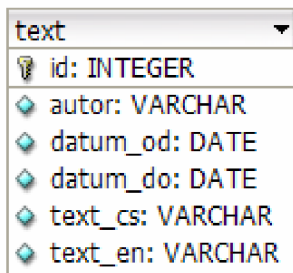 text
id: INTEGER
autor: VARCHAR
datum_od: DATE
datum_do: DATE
text_cs: VARCHAR
text_en: VARCHAR